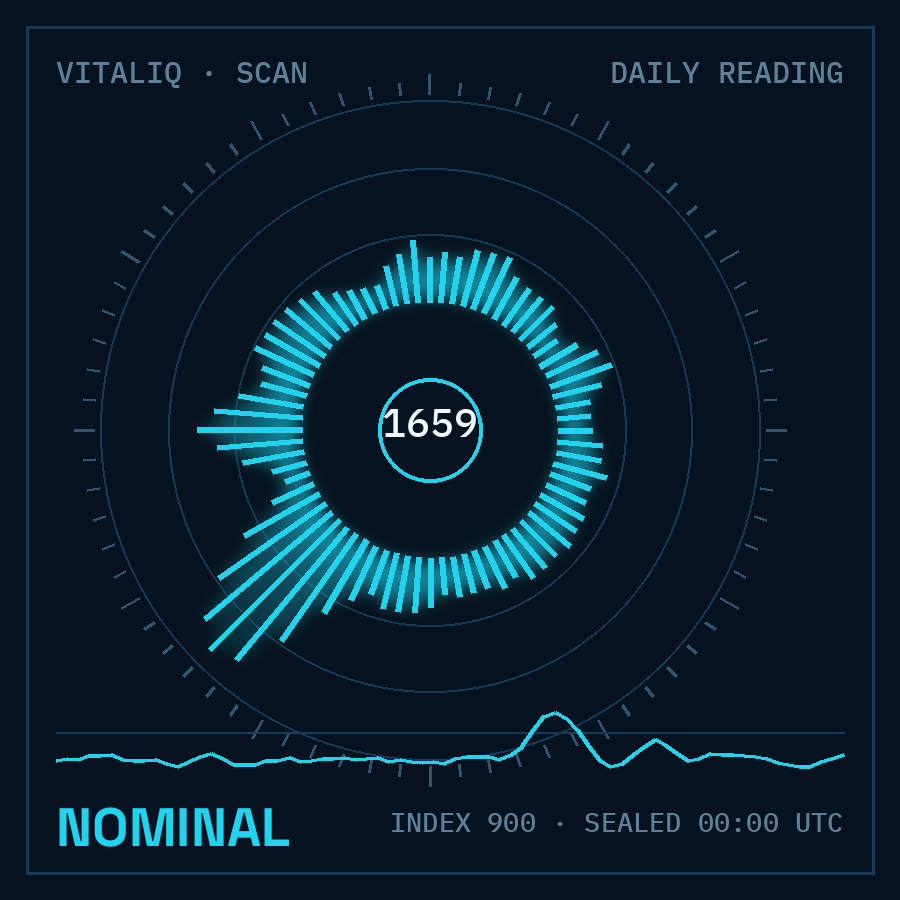 VITALIQ · SCAN
DAILY READING
1659
NOMINAL
INDEX 900 · SEALED 00:00 UTC